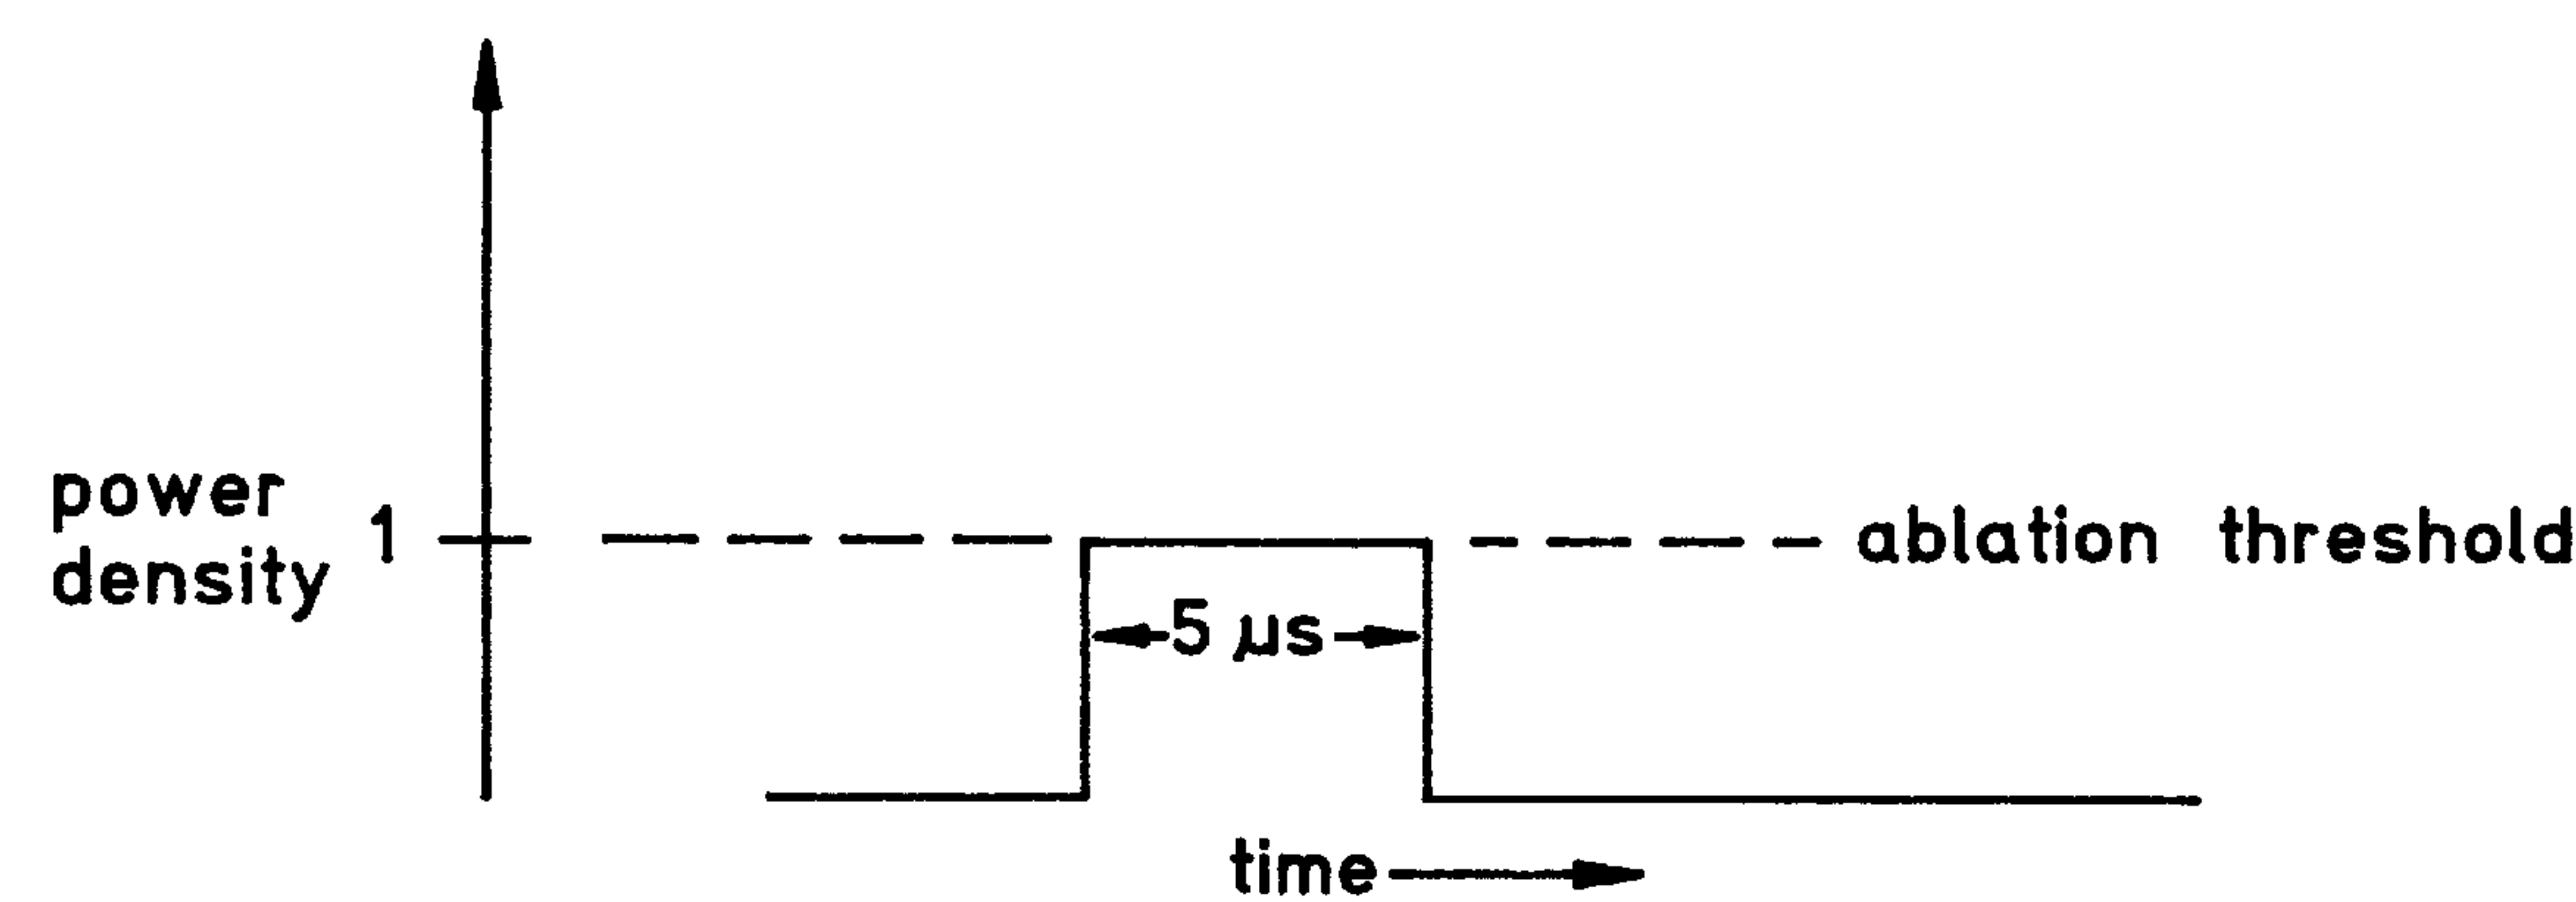 power
density
1
ablation threshold
5 µs
time